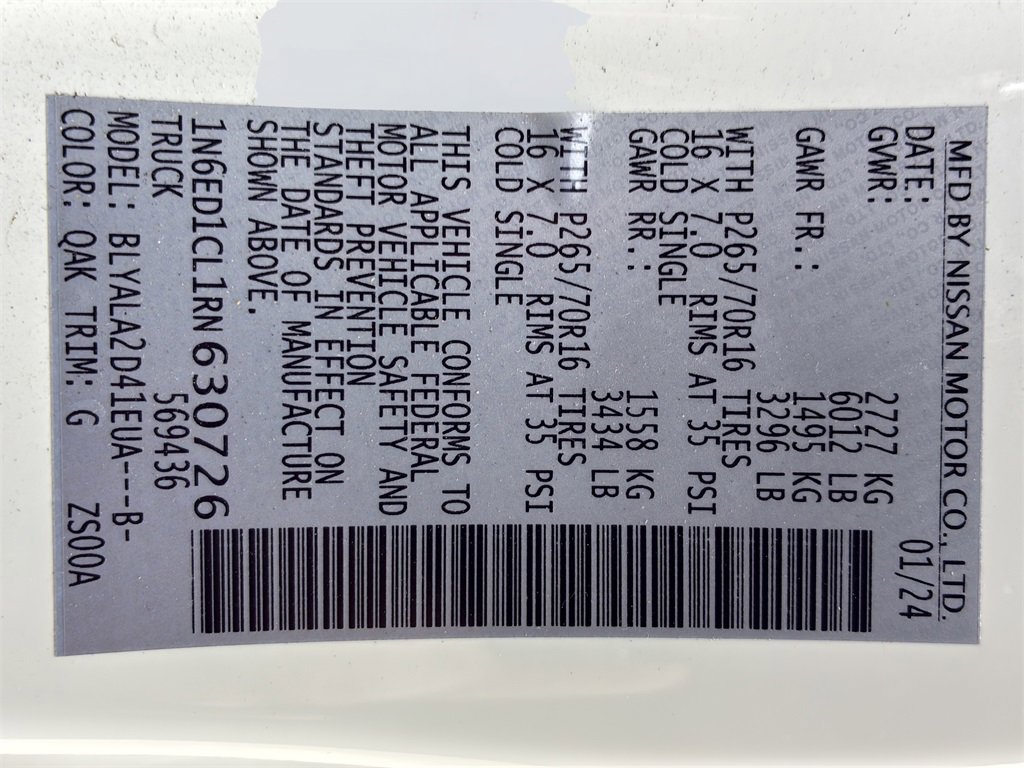 MFD BY NISSAN MOTOR CO., LTD.
DATE: 01/24
GVWR: 2727 KG
6012 LB
GAWR FR.: 1495 KG
3296 LB
WITH P265/70R16 TIRES
16 X 7.0 RIMS AT 35 PSI
COLD SINGLE
GAWR RR.: 1558 KG
3434 LB
WITH P265/70R16 TIRES
16 X 7.0 RIMS AT 35 PSI
COLD SINGLE
THIS VEHICLE CONFORMS TO
ALL APPLICABLE FEDERAL
MOTOR VEHICLE SAFETY AND
THEFT PREVENTION
STANDARDS IN EFFECT ON
THE DATE OF MANUFACTURE
SHOWN ABOVE.
1N6ED1CL1RN630726
TRUCK 569436
MODEL: BLYALA2D41EUA---B-
COLOR: QAK TRIM: G ZS00A